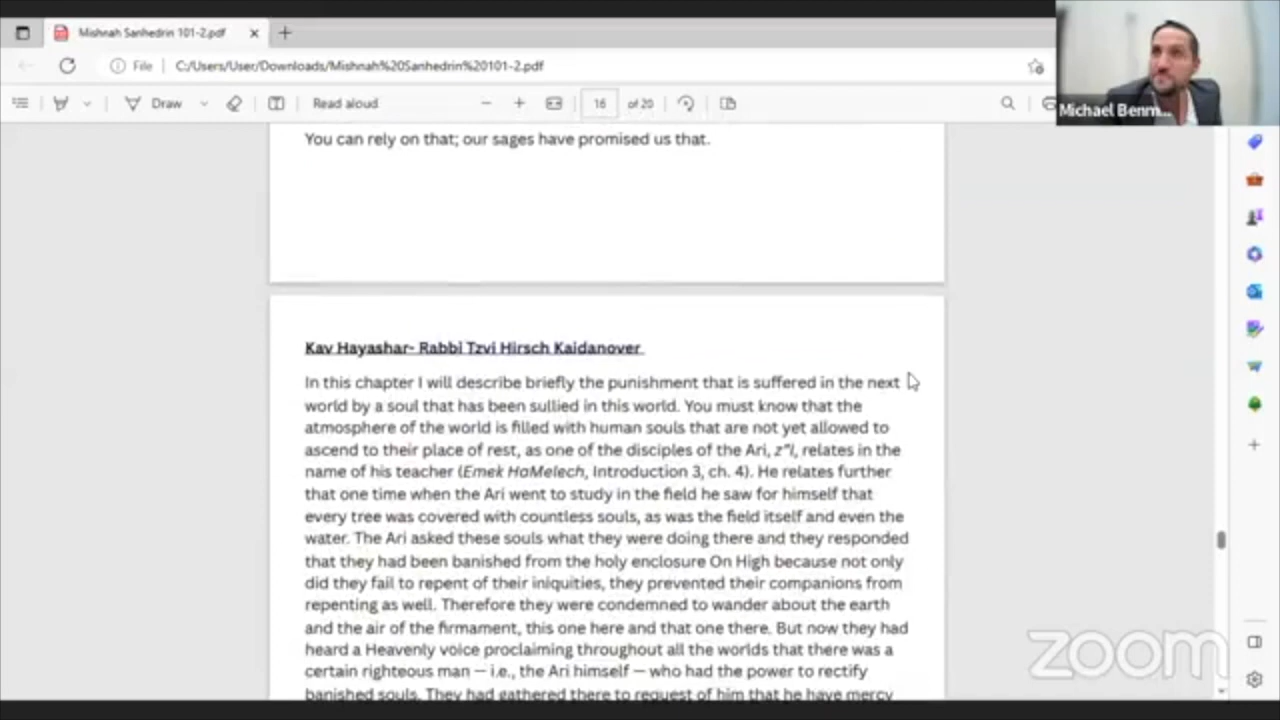 Mishnah Sanhedrin 101-2.pdf
File
C:/Users/User/Downloads/Mishnah%20Sanhedrin%20101-2.pdf
Draw
Read aloud
16 of 20
Michael Benm...
You can rely on that; our sages have promised us that.
Kav Hayashar- Rabbi Tzvi Hirsch Kaidanover
In this chapter I will describe briefly the punishment that is suffered in the next
world by a soul that has been sullied in this world. You must know that the
atmosphere of the world is filled with human souls that are not yet allowed to
ascend to their place of rest, as one of the disciples of the Ari, z"l, relates in the
name of his teacher (Emek HaMelech, Introduction 3, ch. 4). He relates further
that one time when the Ari went to study in the field he saw for himself that
every tree was covered with countless souls, as was the field itself and even the
water. The Ari asked these souls what they were doing there and they responded
that they had been banished from the holy enclosure On High because not only
did they fail to repent of their iniquities, they prevented their companions from
repenting as well. Therefore they were condemned to wander about the earth
and the air of the firmament, this one here and that one there. But now they had
heard a Heavenly voice proclaiming throughout all the worlds that there was a
certain righteous man — i.e., the Ari himself — who had the power to rectify
banished souls. They had gathered there to request of him that he have mercy
zoom